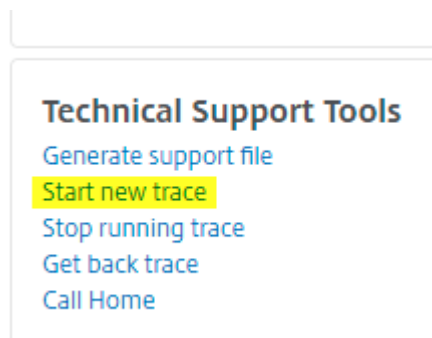 Technical Support Tools
Generate support file
Start new trace
Stop running trace
Get back trace
Call Home